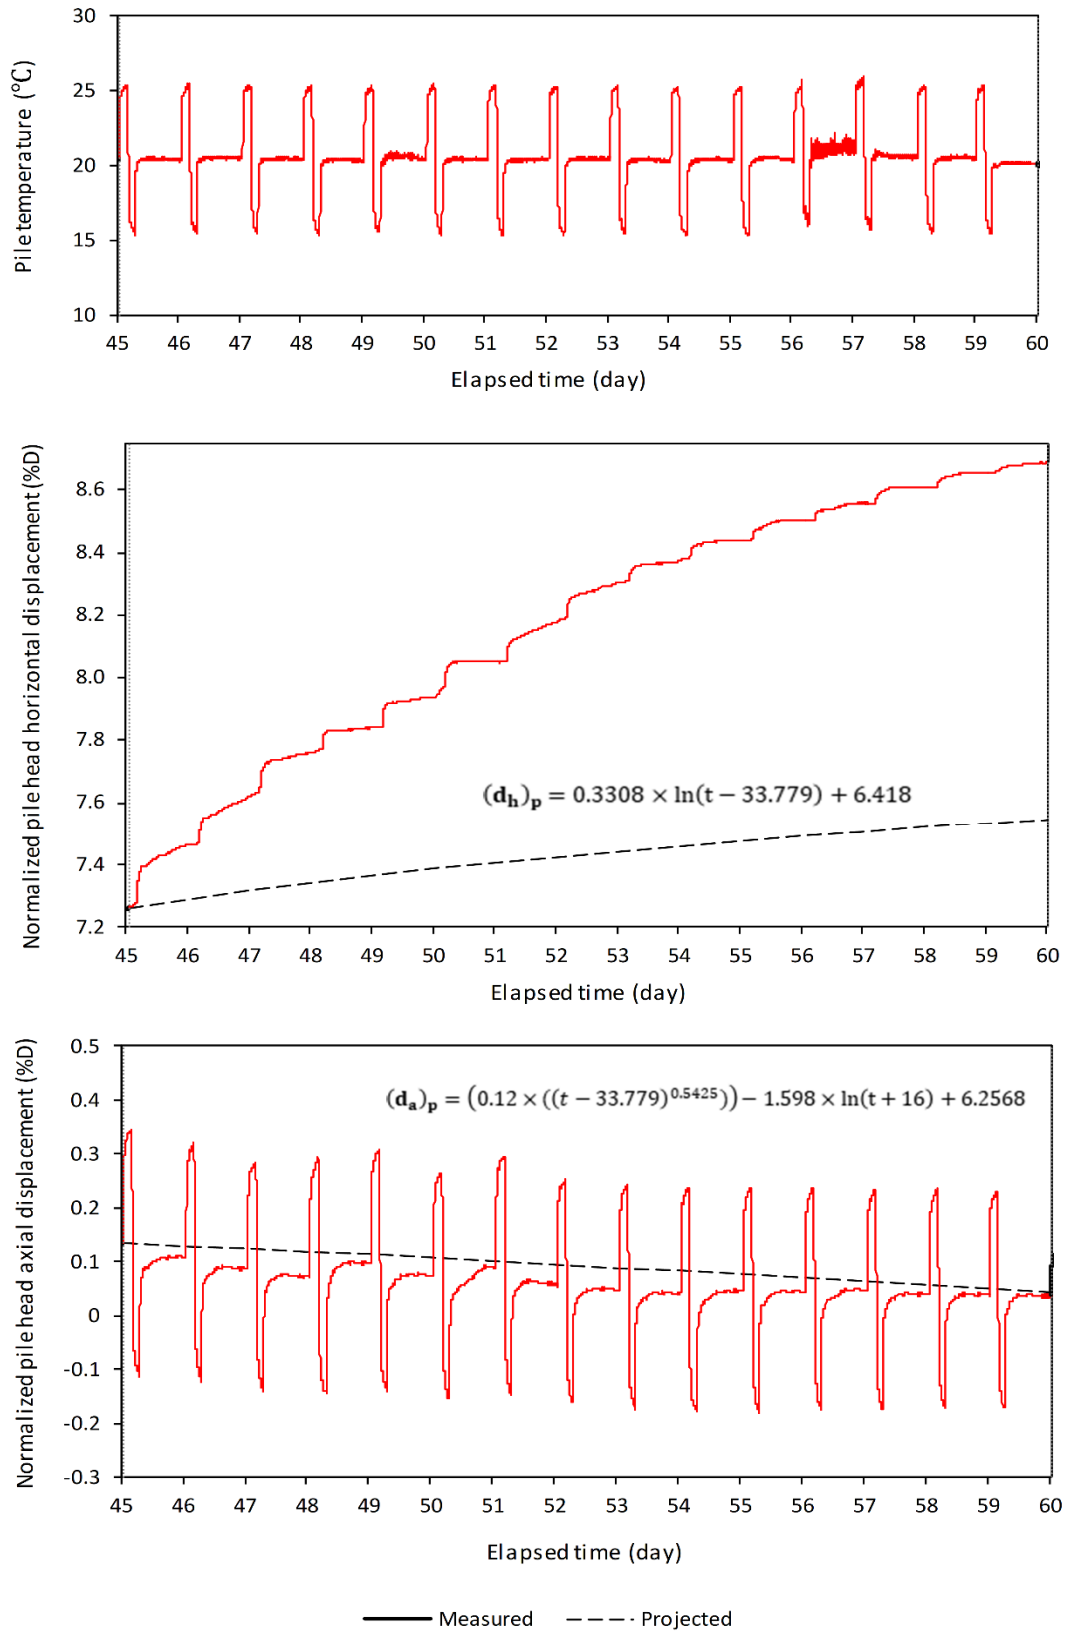 Pile temperature (°C)
30
25
20
15
10
45 46 47 48 49 50 51 52 53 54 55 56 57 58 59 60
Elapsed time (day)
Normalized pile head horizontal displacement (%D)
8.6
8.4
8.2
8.0
7.8
7.6
7.4
7.2
(d_h)_p = 0.3308 × ln(t − 33.779) + 6.418
45 46 47 48 49 50 51 52 53 54 55 56 57 58 59 60
Elapsed time (day)
Normalized pile head axial displacement (%D)
0.5
0.4
0.3
0.2
0.1
0
-0.1
-0.2
-0.3
(d_a)_p = (0.12 × ((t − 33.779)^0.5425)) − 1.598 × ln(t + 16) + 6.2568
45 46 47 48 49 50 51 52 53 54 55 56 57 58 59 60
Elapsed time (day)
Measured Projected